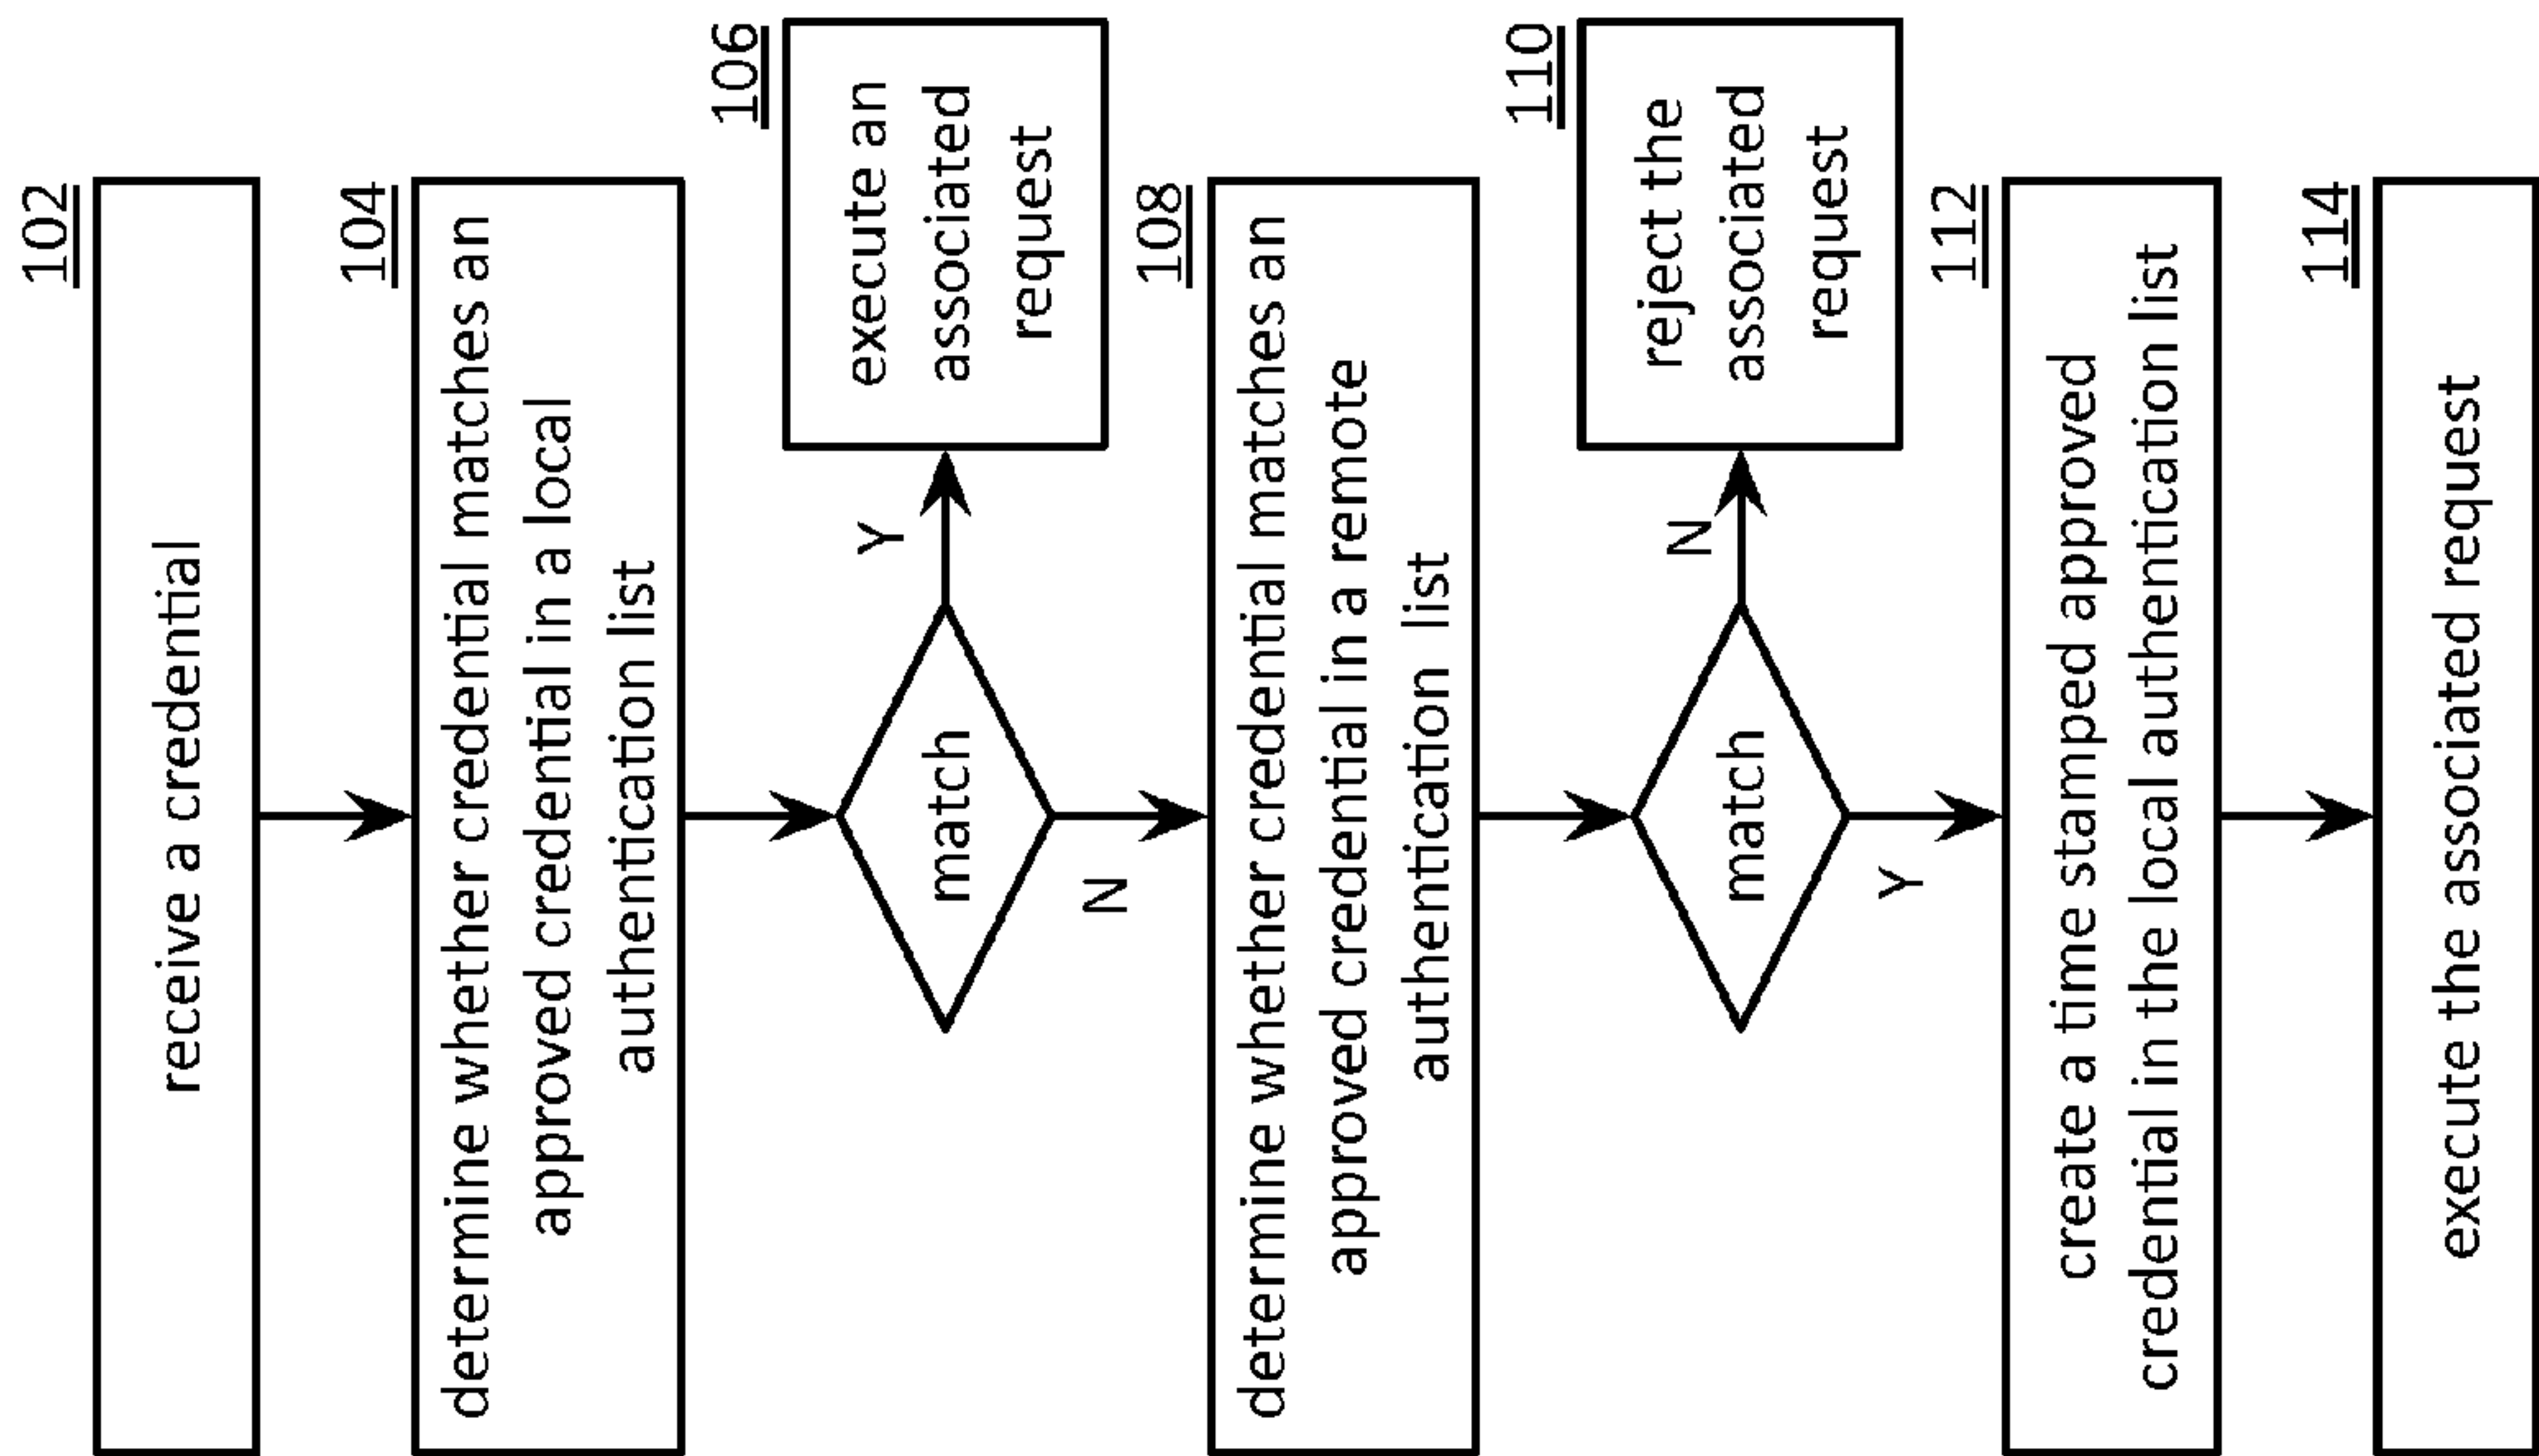 102
receive a credential
104
determine whether credential matches an
approved credential in a local
authentication list
match
Y
106
execute an
associated
request
N
108
determine whether credential matches an
approved credential in a remote
authentication list
match
N
110
reject the
associated
request
Y
112
create a time stamped approved
credential in the local authentication list
114
execute the associated request